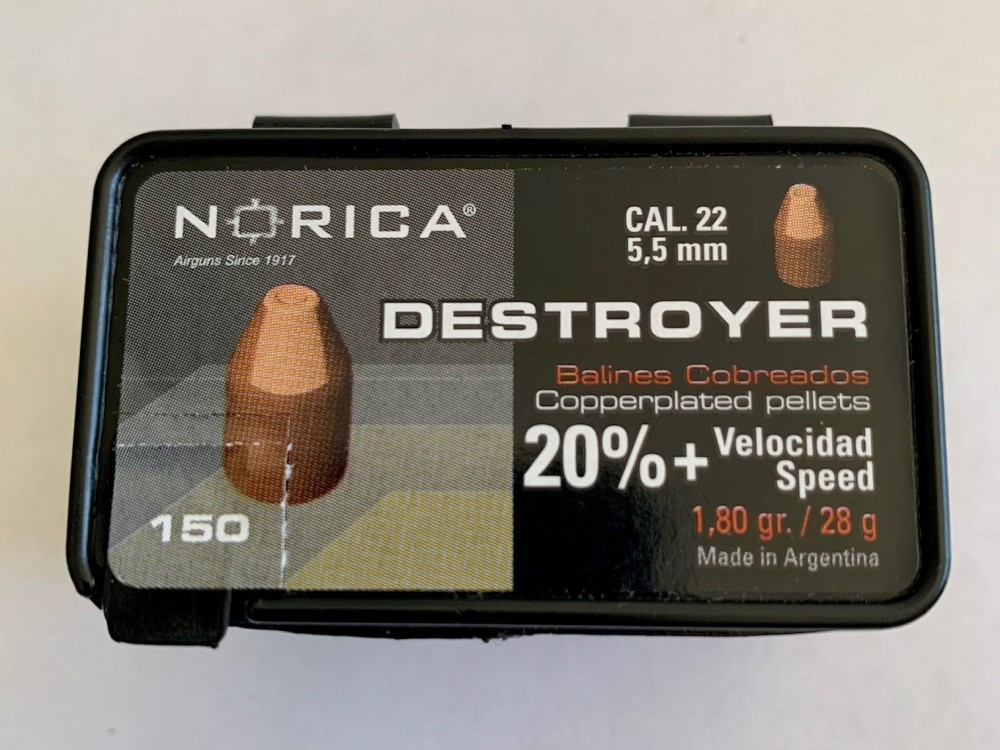 NORICA®
Airguns Since 1917
CAL. 22
5,5 mm
DESTROYER
Balines Cobreados
Copperplated pellets
20%+ Velocidad
Speed
1,80 gr. / 28 g
Made in Argentina
150